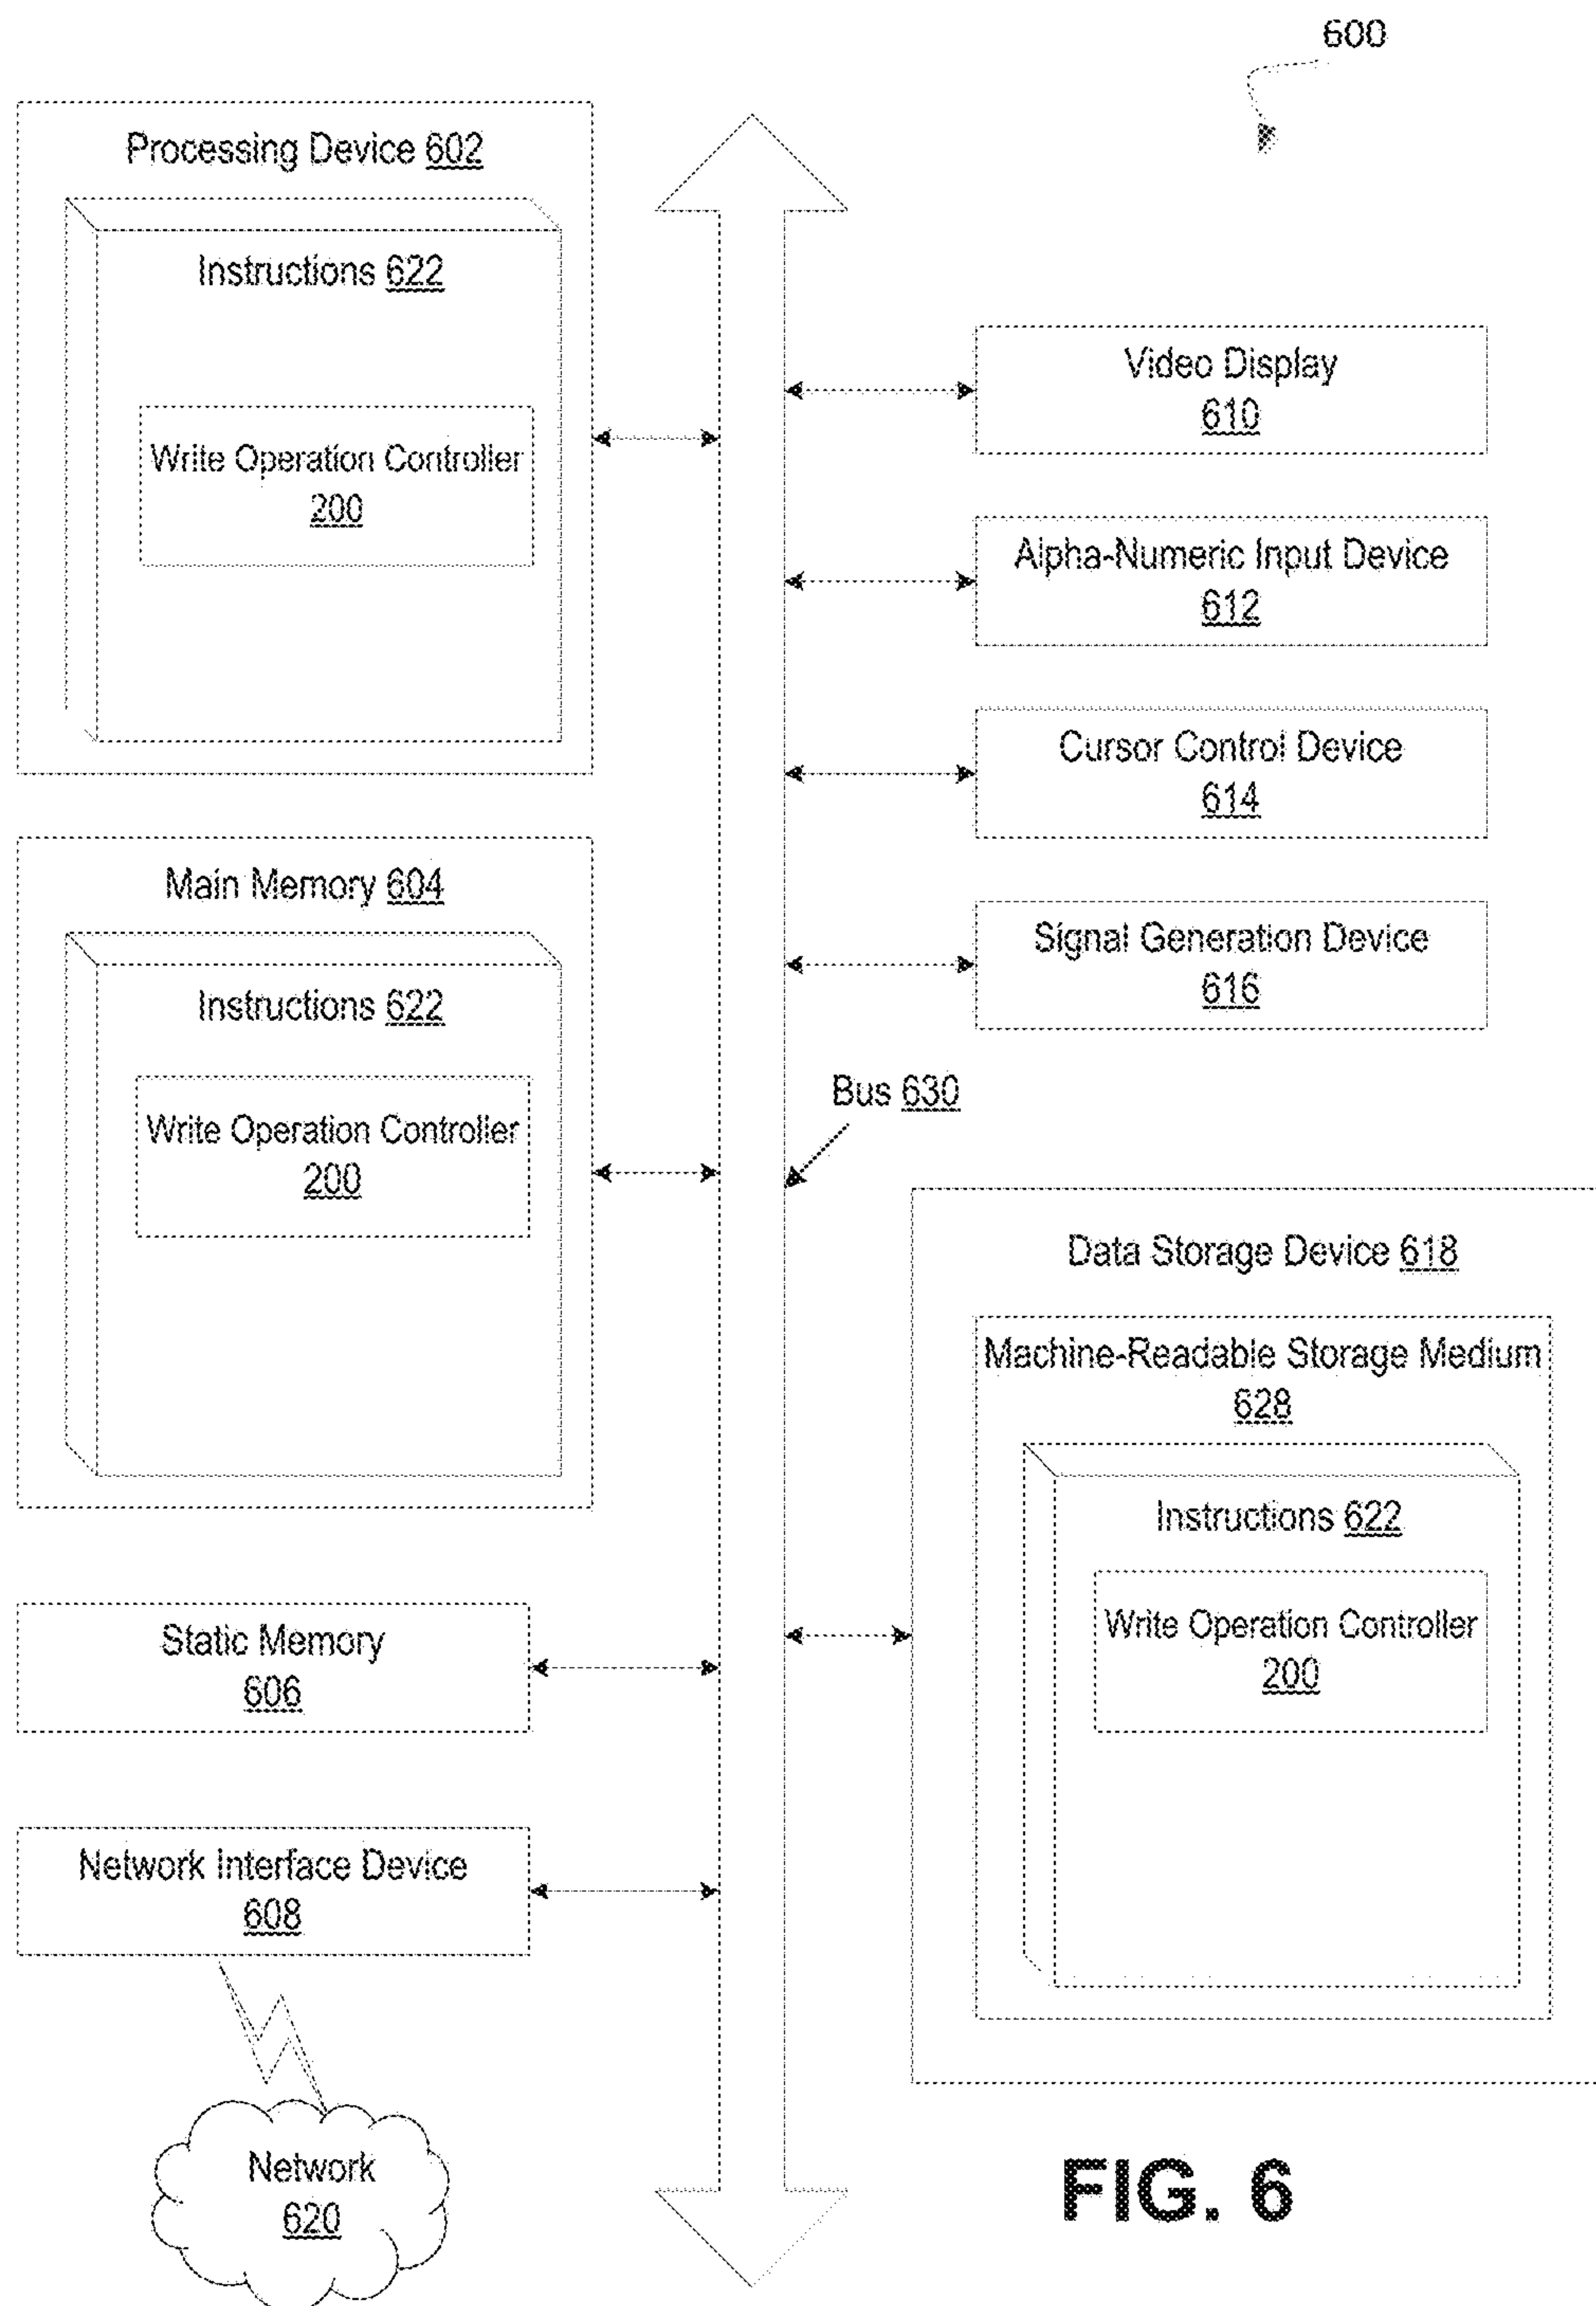 600
Processing Device 602
Instructions 622
Write Operation Controller
200
Video Display
610
Alpha-Numeric Input Device
612
Cursor Control Device
614
Main Memory 604
Instructions 622
Write Operation Controller
200
Signal Generation Device
616
Bus 630
Data Storage Device 618
Machine-Readable Storage Medium
628
Instructions 622
Write Operation Controller
200
Static Memory
606
Network Interface Device
608
Network
620
FIG. 6